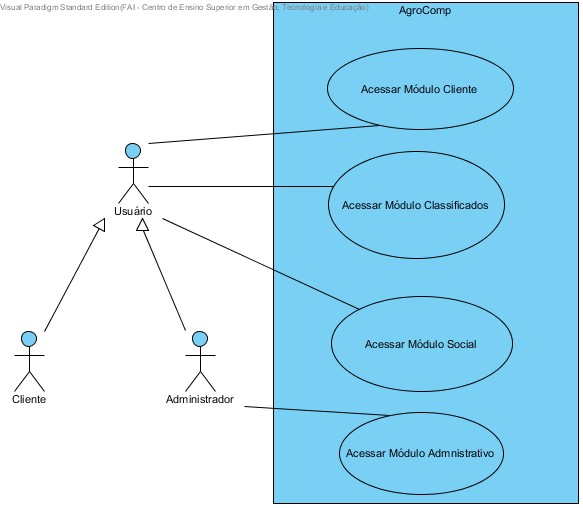 Visual Paradigm Standard Edition(FAI - Centro de Ensino Superior em Gestão, Tecnologia e Educação)
AgroComp
Acessar Módulo Cliente
Acessar Módulo Classificados
Usuário
Acessar Módulo Social
Cliente
Administrador
Acessar Módulo Admnistrativo